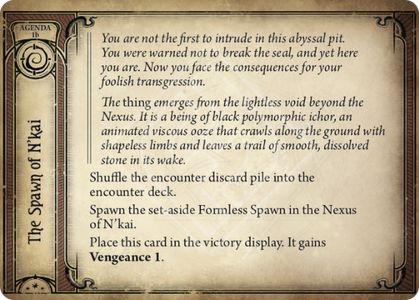 AGENDA
1b
The Spawn of N'kai
You are not the first to intrude in this abyssal pit.
You were warned not to break the seal, and yet here
you are. Now you face the consequences for your
foolish transgression.
The thing emerges from the lightless void beyond the
Nexus. It is a being of black polymorphic ichor, an
animated viscous ooze that crawls along the ground with
shapeless limbs and leaves a trail of smooth, dissolved
stone in its wake.
Shuffle the encounter discard pile into the
encounter deck.
Spawn the set-aside Formless Spawn in the Nexus
of N'kai.
Place this card in the victory display. It gains
Vengeance 1.